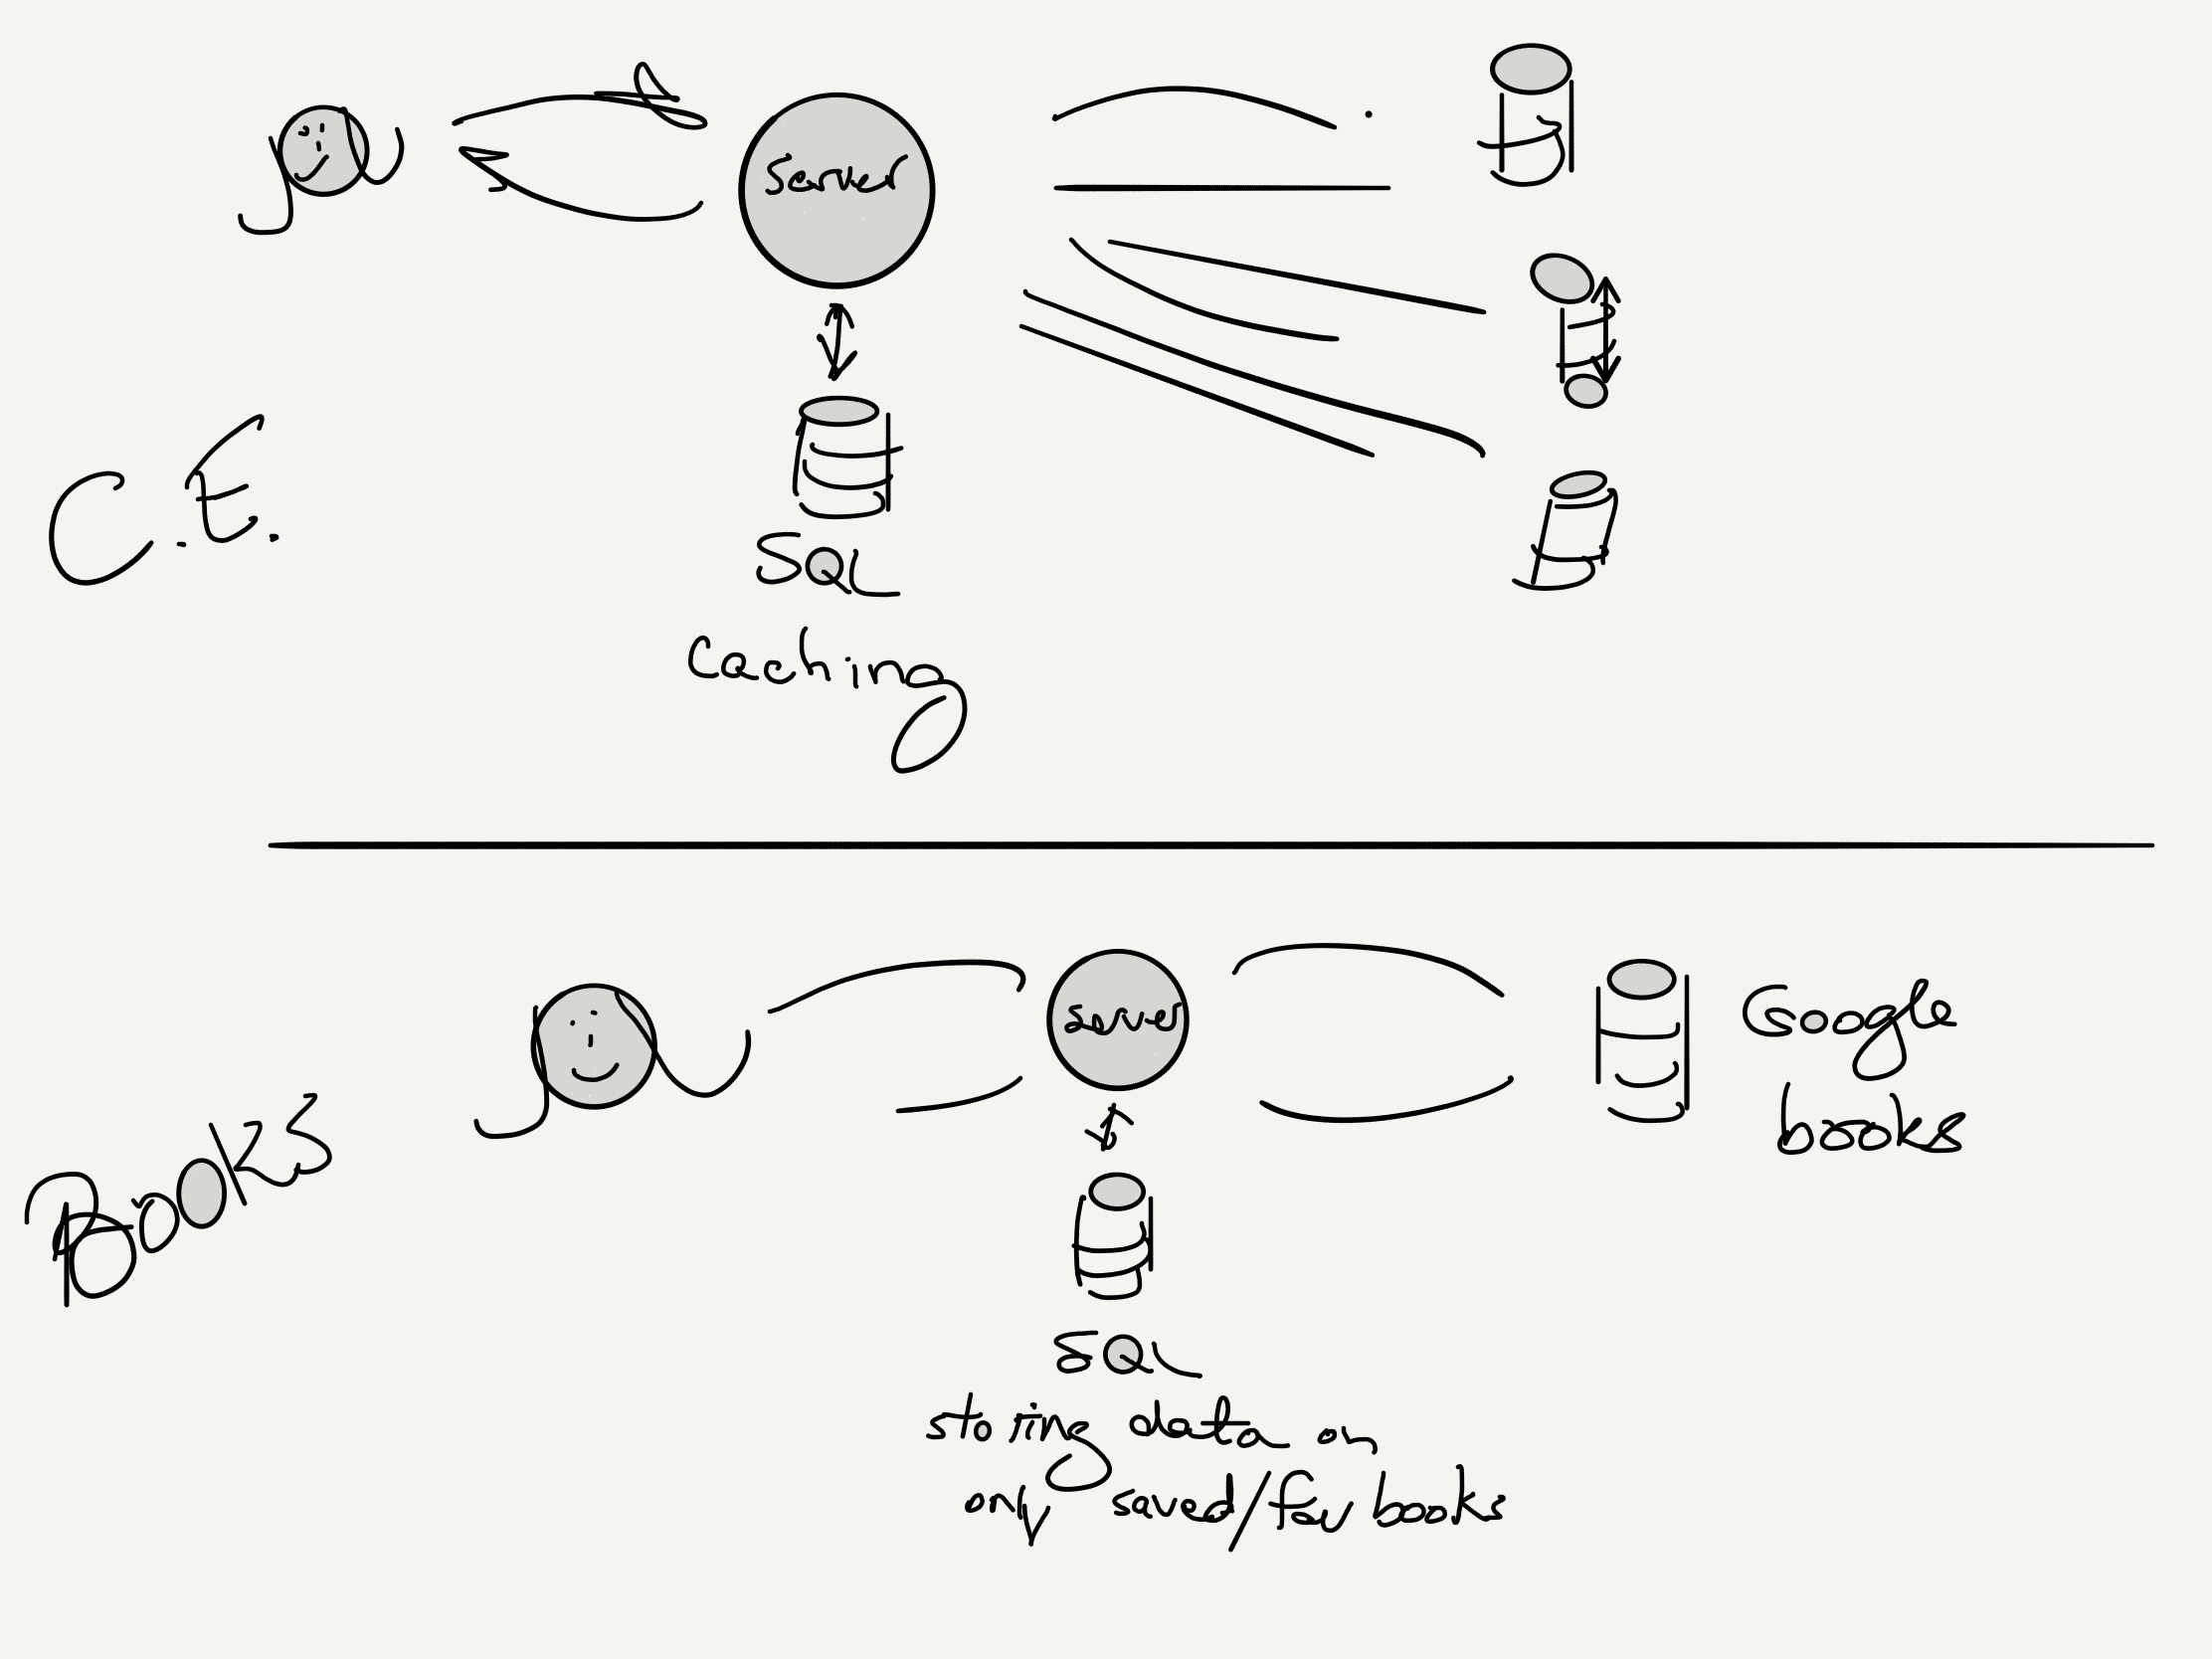 Server
C.E.
SQL
Caching
Server
Google
books
Books
SQL
storing data on
only saved/fav books